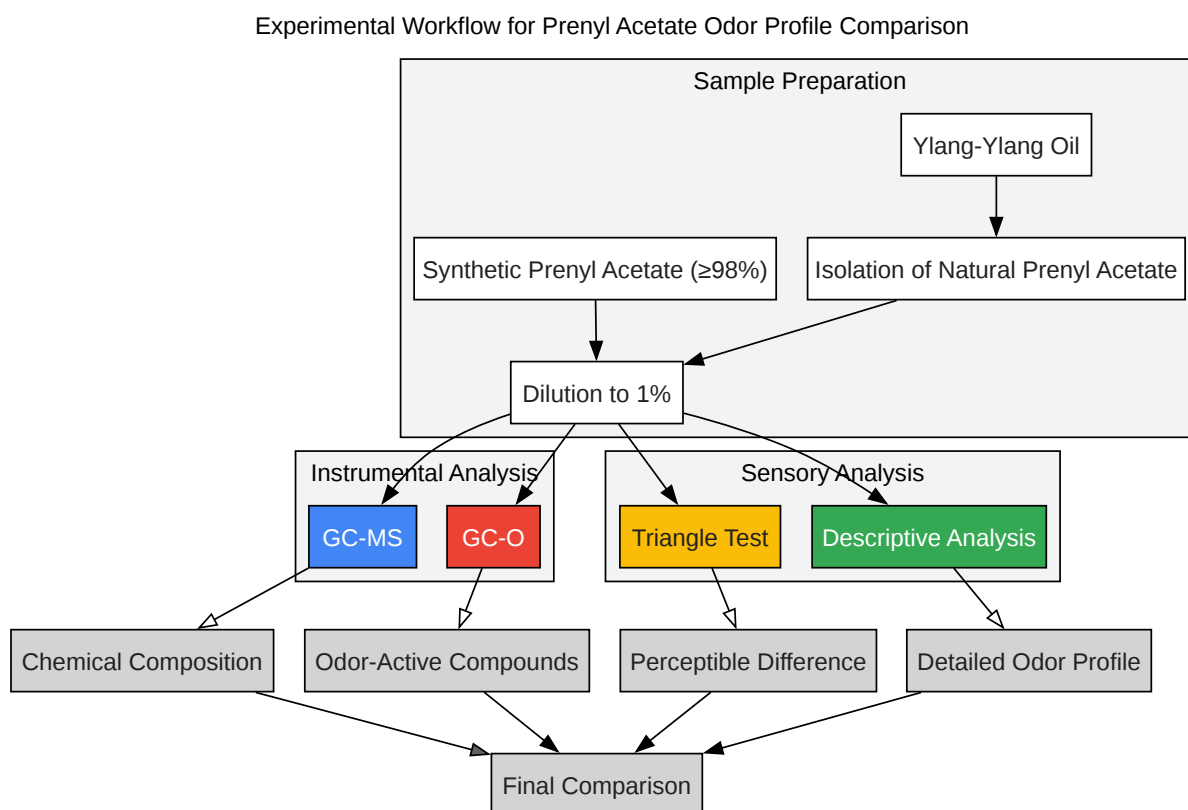 Experimental Workflow for Prenyl Acetate Odor Profile Comparison
Sample Preparation
Ylang-Ylang Oil
Synthetic Prenyl Acetate (≥98%)
Isolation of Natural Prenyl Acetate
Dilution to 1%
Instrumental Analysis
Sensory Analysis
GC-MS
GC-O
Triangle Test
Descriptive Analysis
Chemical Composition
Odor-Active Compounds
Perceptible Difference
Detailed Odor Profile
Final Comparison